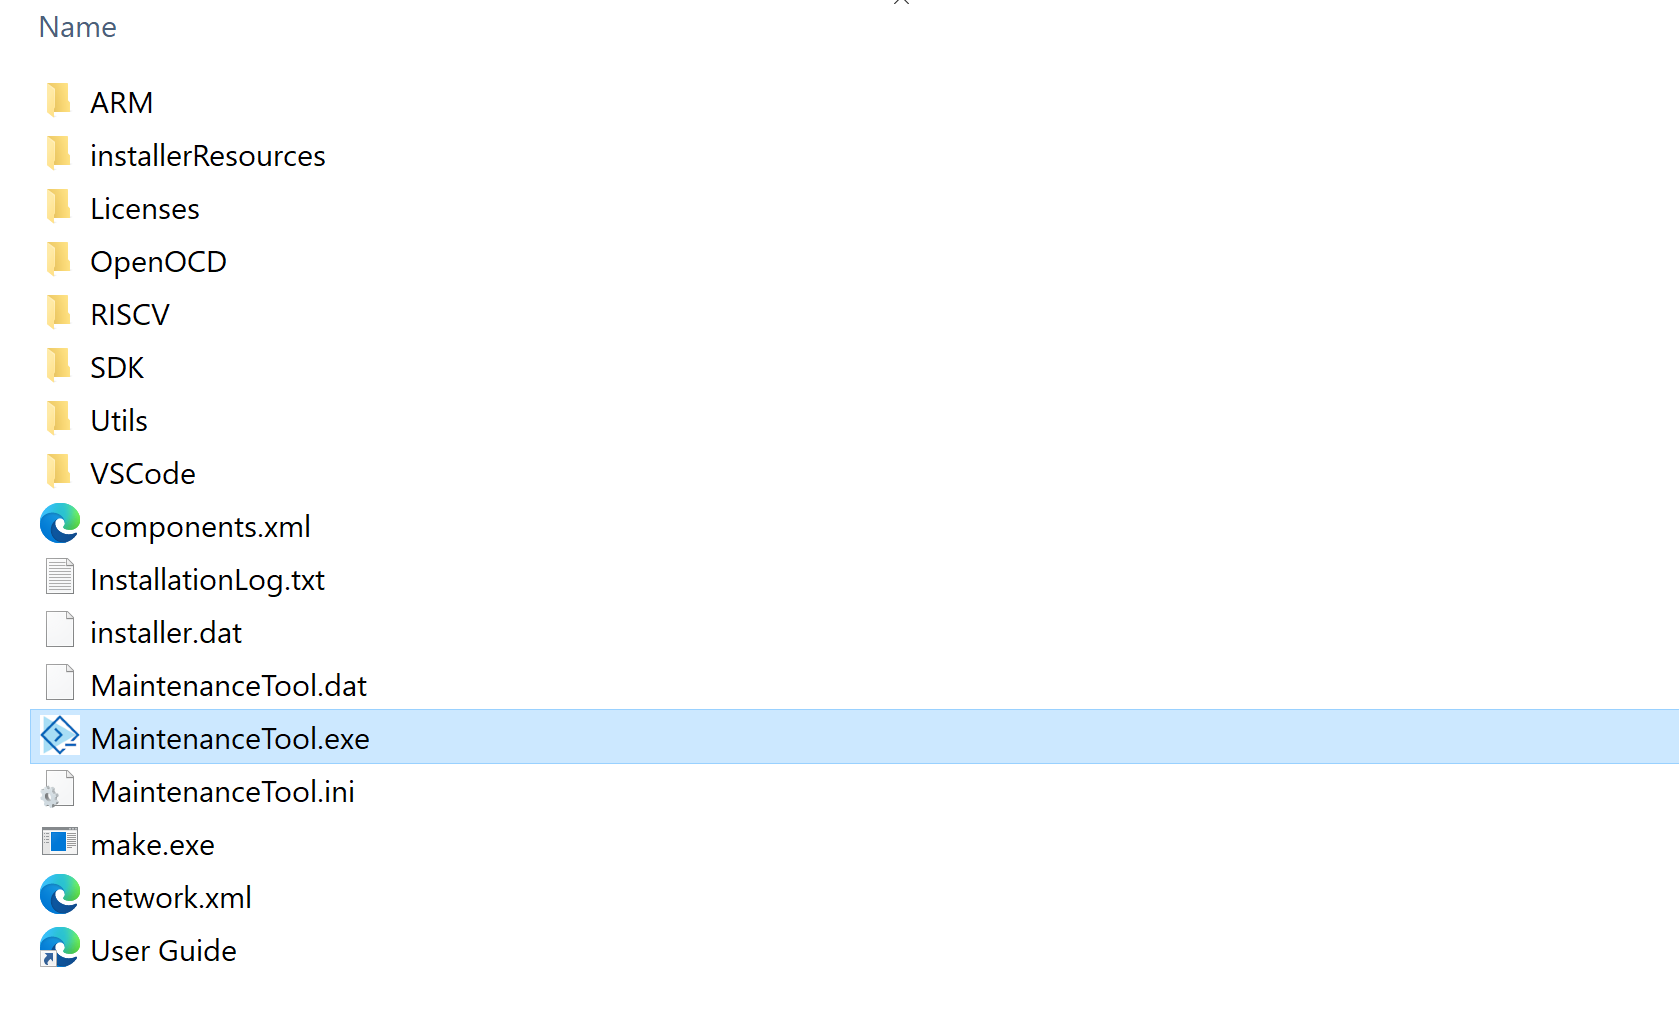 Name
ARM
installerResources
Licenses
OpenOCD
RISCV
SDK
Utils
VSCode
components.xml
InstallationLog.txt
installer.dat
MaintenanceTool.dat
MaintenanceTool.exe
MaintenanceTool.ini
make.exe
network.xml
User Guide